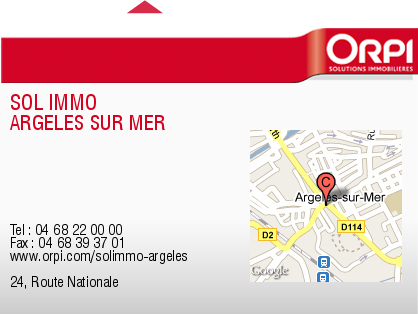 ORPI
SOLUTIONS IMMOBILIÈRES
SOL IMMO
ARGELES SUR MER
C
Argelès-sur-Mer
D114
D2
Google
Tel : 04 68 22 00 00
Fax : 04 68 39 37 01
www.orpi.com/solimmo-argeles
24, Route Nationale